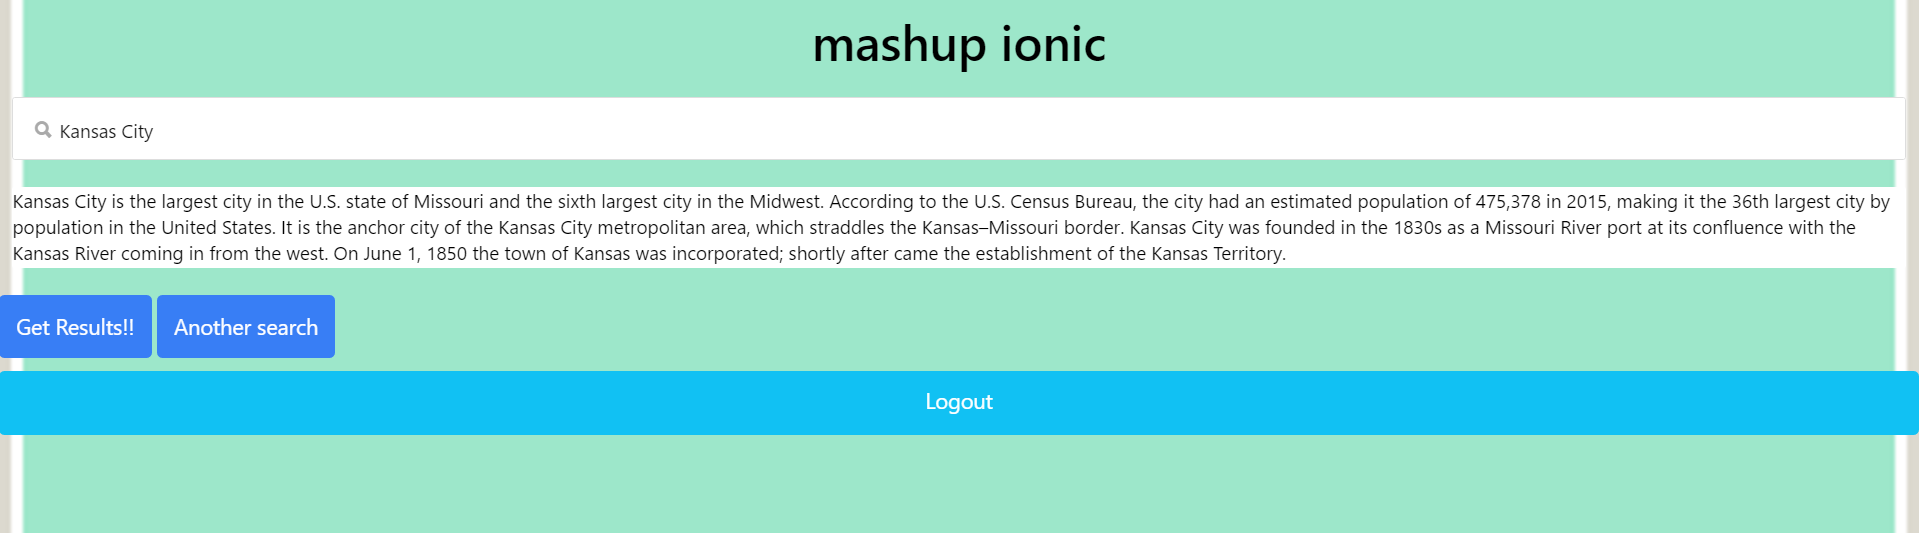 mashup ionic
Kansas City
Kansas City is the largest city in the U.S. state of Missouri and the sixth largest city in the Midwest. According to the U.S. Census Bureau, the city had an estimated population of 475,378 in 2015, making it the 36th largest city by
population in the United States. It is the anchor city of the Kansas City metropolitan area, which straddles the Kansas–Missouri border. Kansas City was founded in the 1830s as a Missouri River port at its confluence with the
Kansas River coming in from the west. On June 1, 1850 the town of Kansas was incorporated; shortly after came the establishment of the Kansas Territory.
Get Results!! Another search
Logout